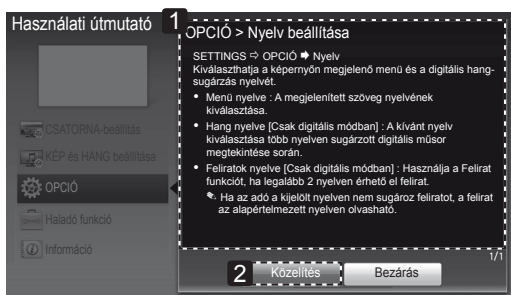 Használati útmutató
CSATORNA-beállítás
KÉP és HANG beállítása
OPCIÓ
Haladó funkció
Információ
1
OPCIÓ > Nyelv beállítása
SETTINGS ⇨ OPCIÓ ➡ Nyelv
Kiválaszthatja a képernyőn megjelenő menü és a digitális hang-
sugárzás nyelvét.
• Menü nyelve : A megjelenített szöveg nyelvének
kiválasztása.
• Hang nyelve [Csak digitális módban] : A kívánt nyelv
kiválasztása több nyelven sugárzott digitális műsor
megtekintése során.
• Feliratok nyelve [Csak digitális módban] : Használja a Felirat
funkciót, ha legalább 2 nyelven érhető el felirat.
✎ Ha az adó a kijelölt nyelven nem sugároz feliratot, a felirat
az alapértelmezett nyelven olvasható.
1/1
2
Közelítés
Bezárás